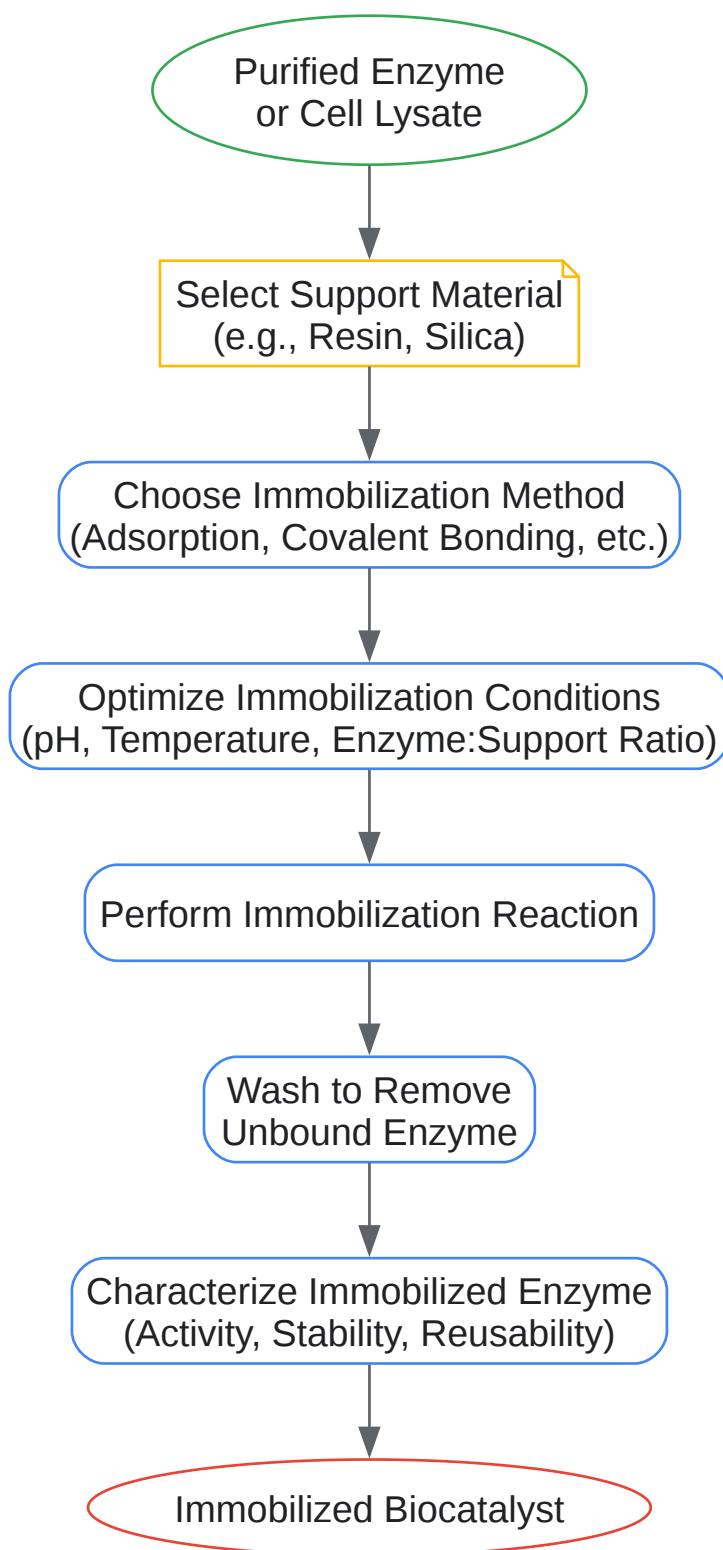 Purified Enzyme
or Cell Lysate
Select Support Material
(e.g., Resin, Silica)
Choose Immobilization Method
(Adsorption, Covalent Bonding, etc.)
Optimize Immobilization Conditions
(pH, Temperature, Enzyme:Support Ratio)
Perform Immobilization Reaction
Wash to Remove
Unbound Enzyme
Characterize Immobilized Enzyme
(Activity, Stability, Reusability)
Immobilized Biocatalyst